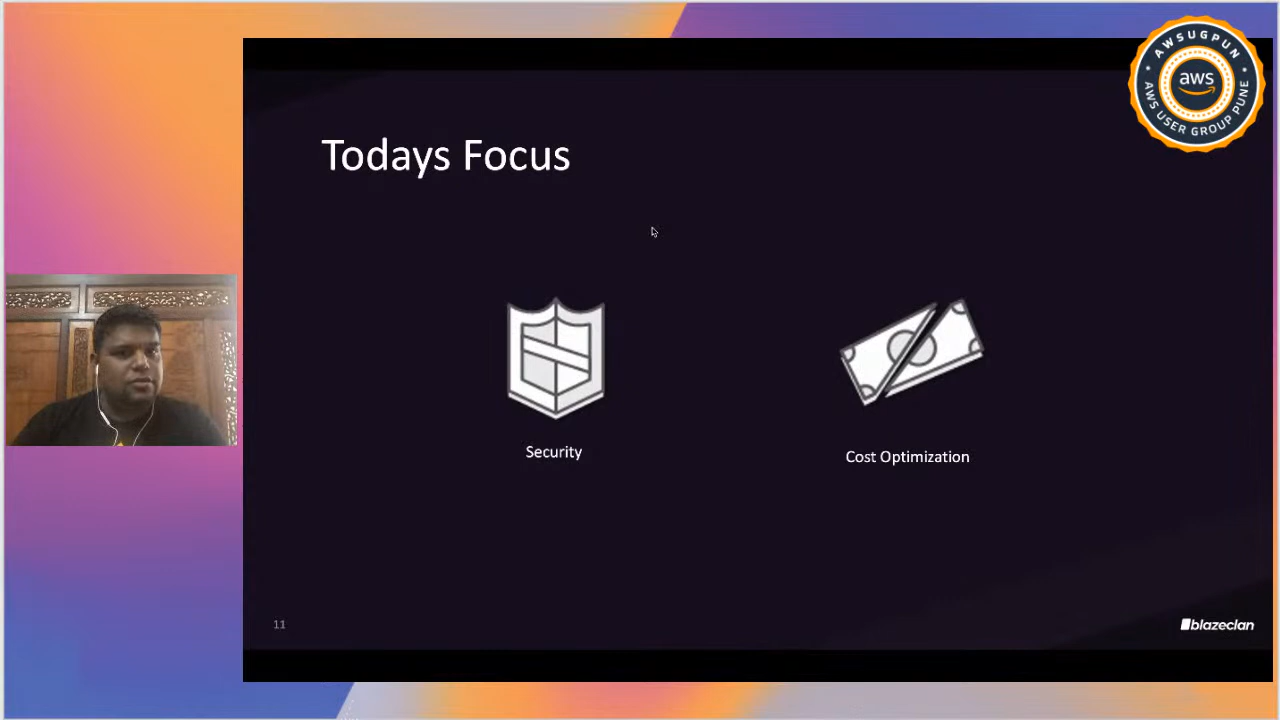 AWSUGPUN
aws
AWS USER GROUP PUNE
Todays Focus
Security
Cost Optimization
11
blazeclan